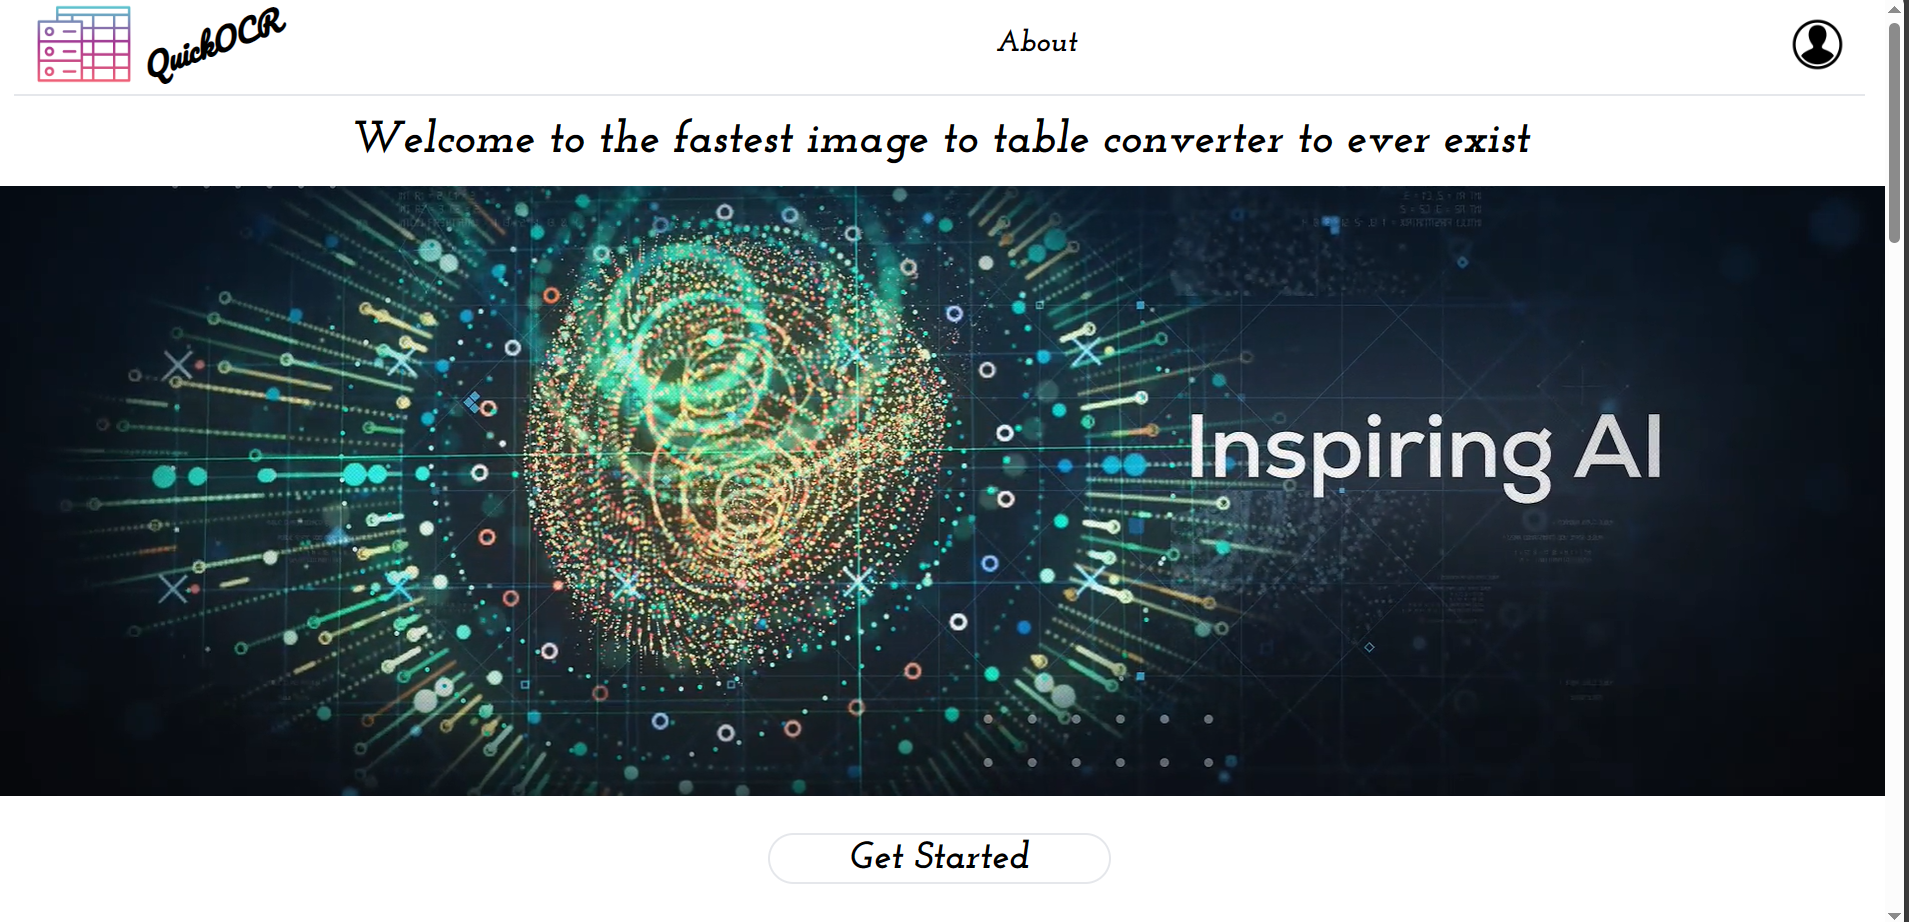 QuickOCR
About
Welcome to the fastest image to table converter to ever exist
Inspiring AI
Get Started